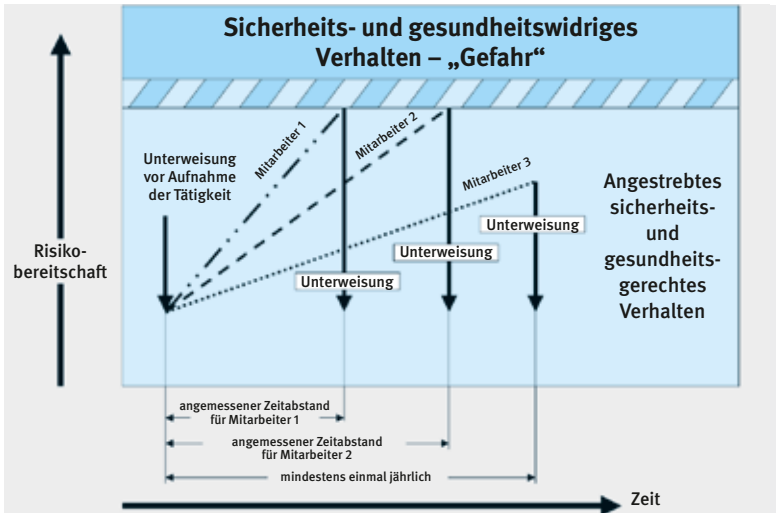 Sicherheits- und gesundheitswidriges
Verhalten – „Gefahr“
Unterweisung
vor Aufnahme
der Tätigkeit
Mitarbeiter 1
Mitarbeiter 2
Mitarbeiter 3
Angestrebtes
sicherheits-
und
gesundheits-
gerechtes
Verhalten
Risiko-
bereitschaft
Unterweisung
Unterweisung
Unterweisung
angemessener Zeitabstand
für Mitarbeiter 1
angemessener Zeitabstand
für Mitarbeiter 2
mindestens einmal jährlich
Zeit